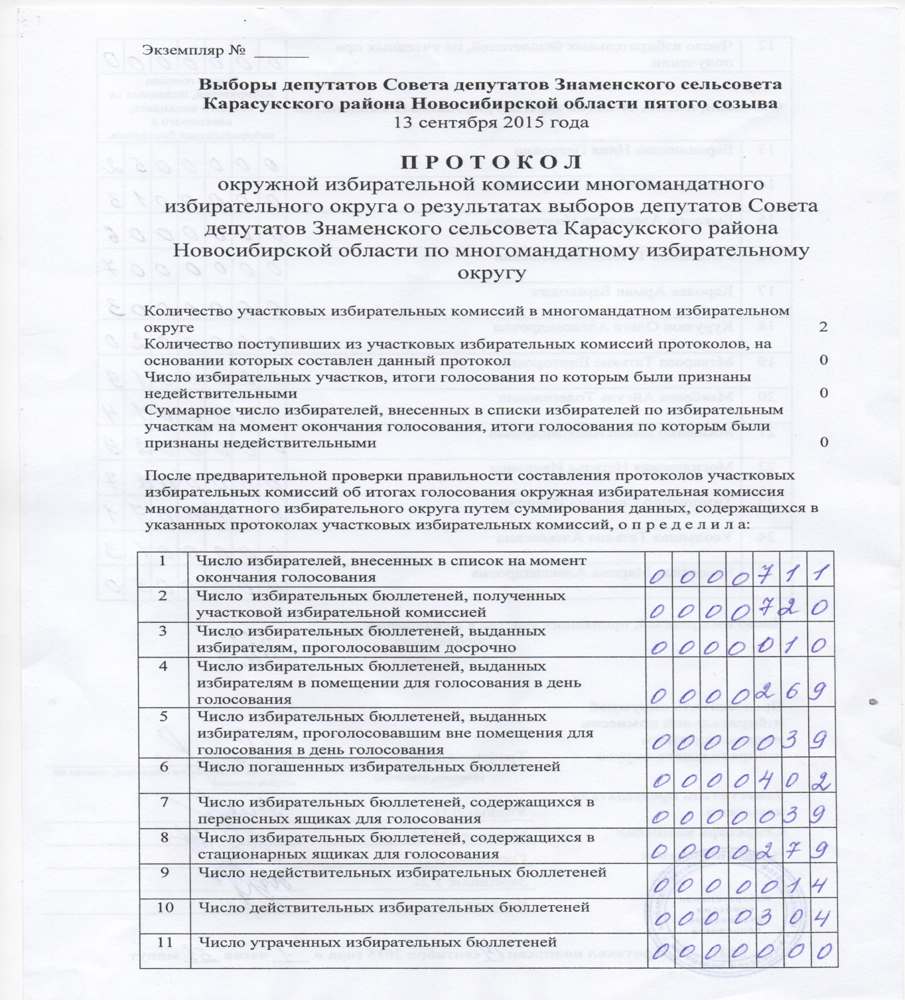 Экземпляр № ______
Выборы депутатов Совета депутатов Знаменского сельсовета
Карасукского района Новосибирской области пятого созыва
13 сентября 2015 года
П Р О Т О К О Л
окружной избирательной комиссии многомандатного
избирательного округа о результатах выборов депутатов Совета
депутатов Знаменского сельсовета Карасукского района
Новосибирской области по многомандатному избирательному
округу
Количество участковых избирательных комиссий в многомандатном избирательном
округе 2
Количество поступивших из участковых избирательных комиссий протоколов, на
основании которых составлен данный протокол 0
Число избирательных участков, итоги голосования по которым были признаны
недействительными 0
Суммарное число избирателей, внесенных в списки избирателей по избирательным
участкам на момент окончания голосования, итоги голосования по которым были
признаны недействительными 0
После предварительной проверки правильности составления протоколов участковых
избирательных комиссий об итогах голосования окружная избирательная комиссия
многомандатного избирательного округа путем суммирования данных, содержащихся в
указанных протоколах участковых избирательных комиссий, о п р е д е л и л а:
1 Число избирателей, внесенных в список на момент
окончания голосования 0 0 0 0 7 1 1
2 Число избирательных бюллетеней, полученных
участковой избирательной комиссией 0 0 0 0 7 2 0
3 Число избирательных бюллетеней, выданных
избирателям, проголосовавшим досрочно 0 0 0 0 0 1 0
4 Число избирательных бюллетеней, выданных
избирателям в помещении для голосования в день
голосования 0 0 0 0 2 6 9
5 Число избирательных бюллетеней, выданных
избирателям, проголосовавшим вне помещения для
голосования в день голосования 0 0 0 0 0 3 9
6 Число погашенных избирательных бюллетеней 0 0 0 0 4 0 2
7 Число избирательных бюллетеней, содержащихся в
переносных ящиках для голосования 0 0 0 0 0 3 9
8 Число избирательных бюллетеней, содержащихся в
стационарных ящиках для голосования 0 0 0 0 2 7 9
9 Число недействительных избирательных бюллетеней 0 0 0 0 0 1 4
10 Число действительных избирательных бюллетеней 0 0 0 0 3 0 4
11 Число утраченных избирательных бюллетеней 0 0 0 0 0 0 0